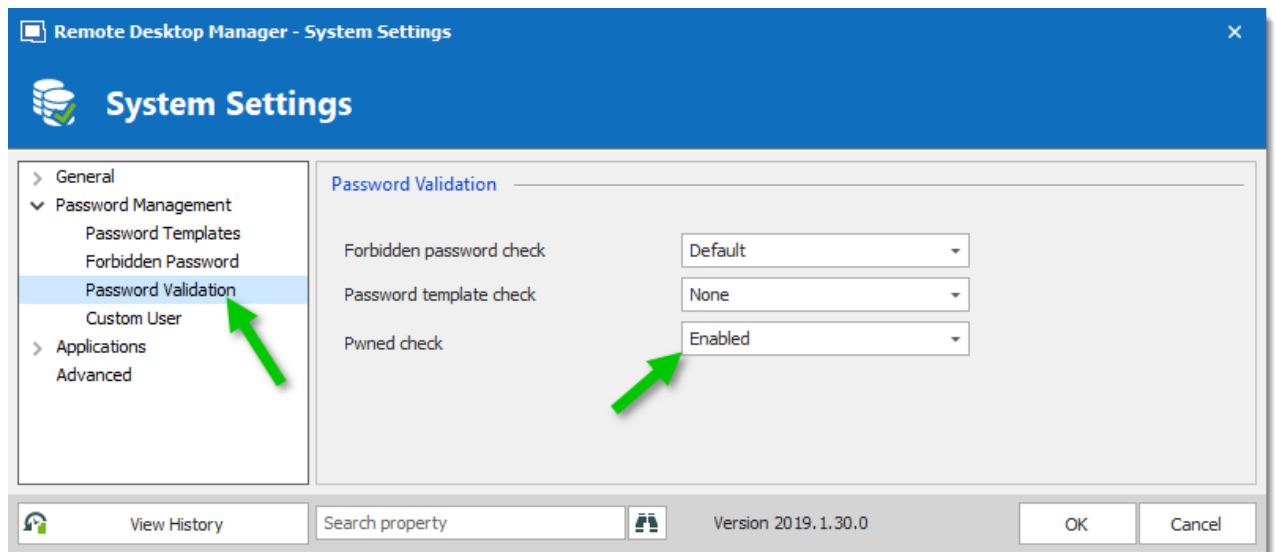 Remote Desktop Manager - System Settings
System Settings
General
Password Management
Password Templates
Forbidden Password
Password Validation
Custom User
Applications
Advanced
Password Validation
Forbidden password check Default
Password template check None
Pwned check Enabled
View History Search property Version 2019.1.30.0 OK Cancel